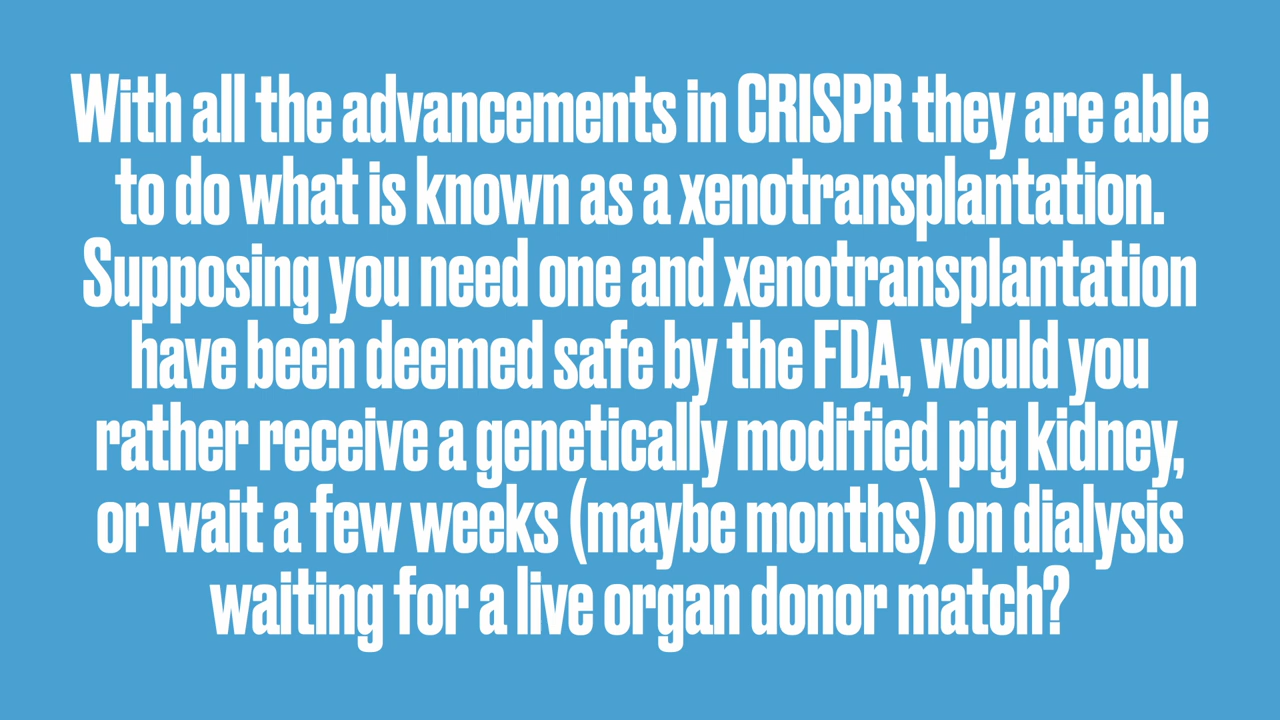 With all the advancements in CRISPR they are able
to do what is known as a xenotransplantation.
Supposing you need one and xenotransplantation
have been deemed safe by the FDA, would you
rather receive a genetically modified pig kidney,
or wait a few weeks (maybe months) on dialysis
waiting for a live organ donor match?